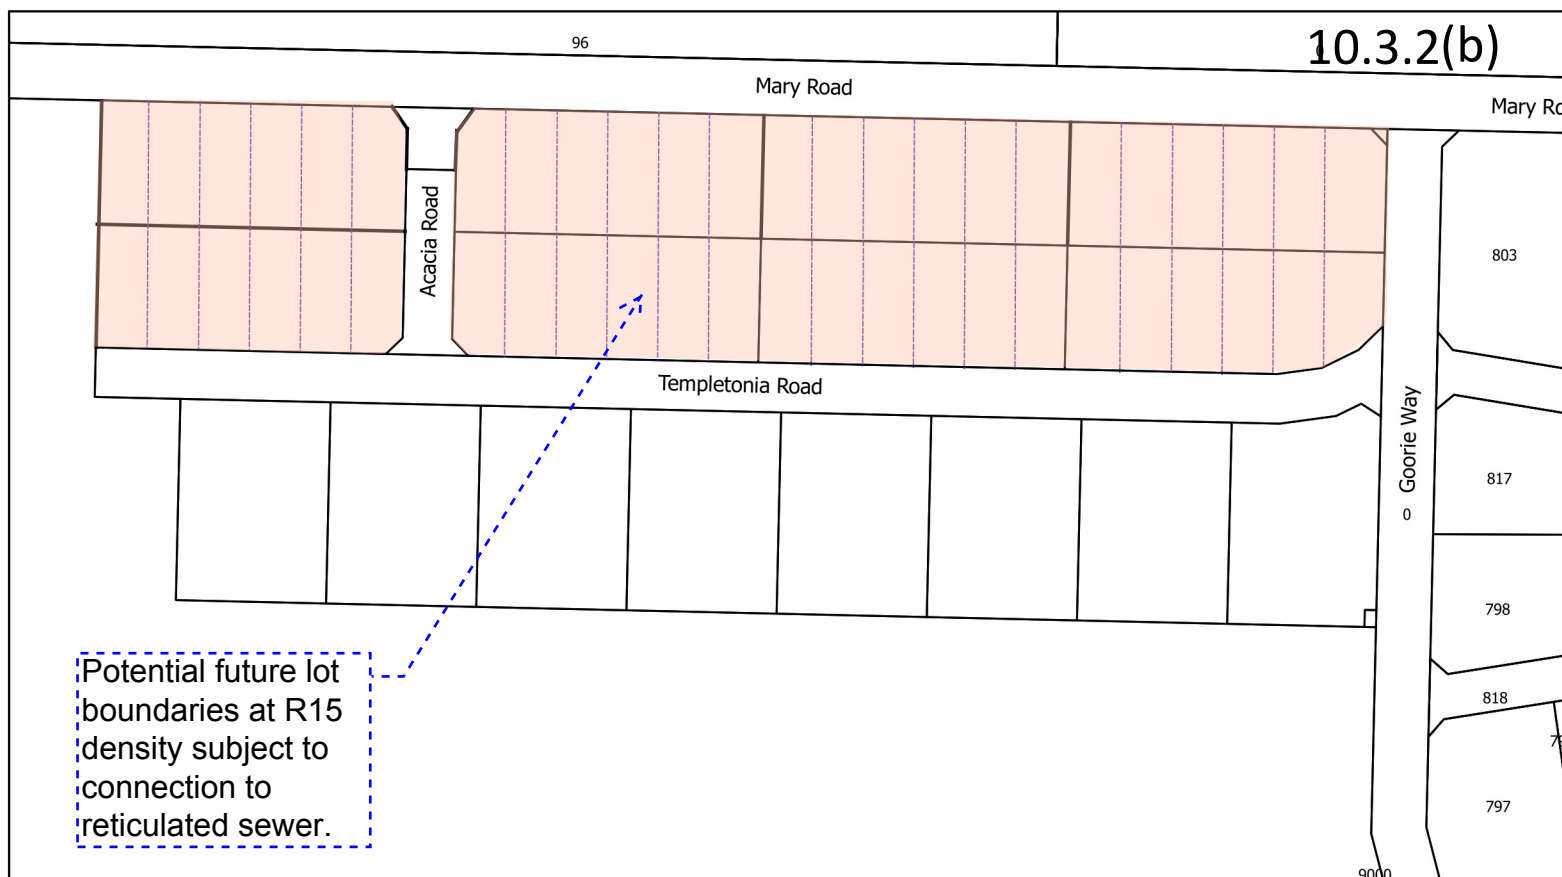 96
10.3.2(b)
Mary Road
Mary Ro
Acacia Road
803
Templetonia Road
Goorie Way
0
817
798
818
797
9000
Potential future lot
boundaries at R15
density subject to
connection to
reticulated sewer.